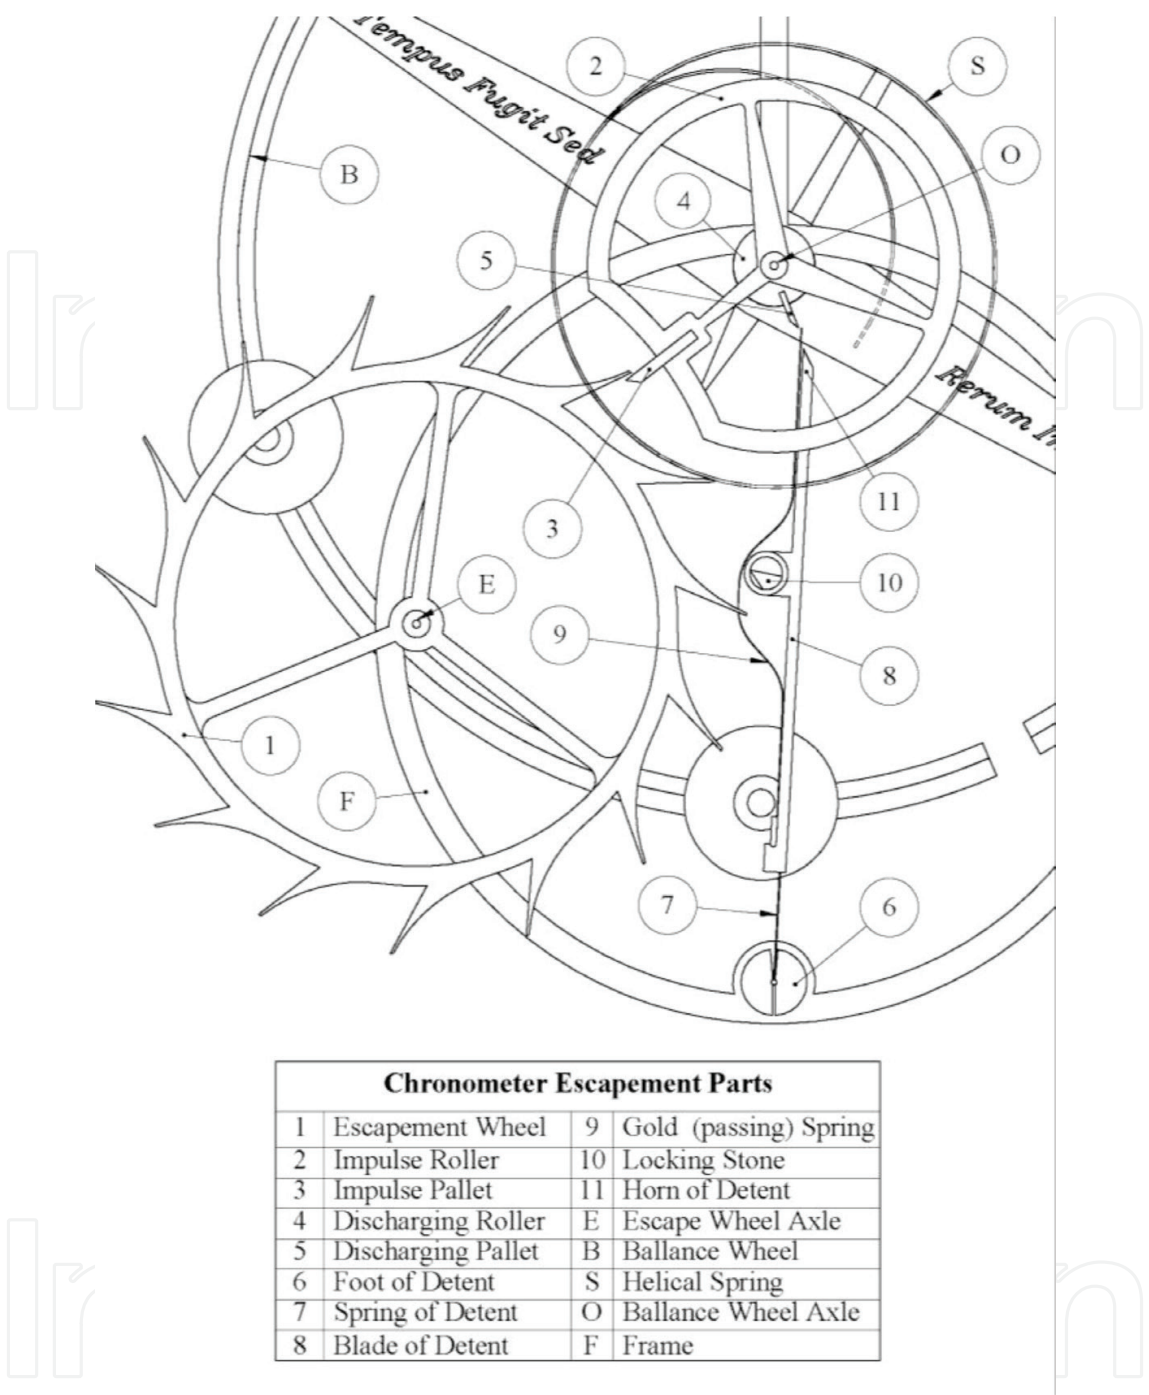 Tempus Fugit Sed
2
S
B
O
4
5
Rerum
3
11
E
10
9
8
1
F
7
6
Chronometer Escapement Parts
1 Escapement Wheel 9 Gold (passing) Spring
2 Impulse Roller 10 Locking Stone
3 Impulse Pallet 11 Horn of Detent
4 Discharging Roller E Escape Wheel Axle
5 Discharging Pallet B Ballance Wheel
6 Foot of Detent S Helical Spring
7 Spring of Detent O Ballance Wheel Axle
8 Blade of Detent F Frame